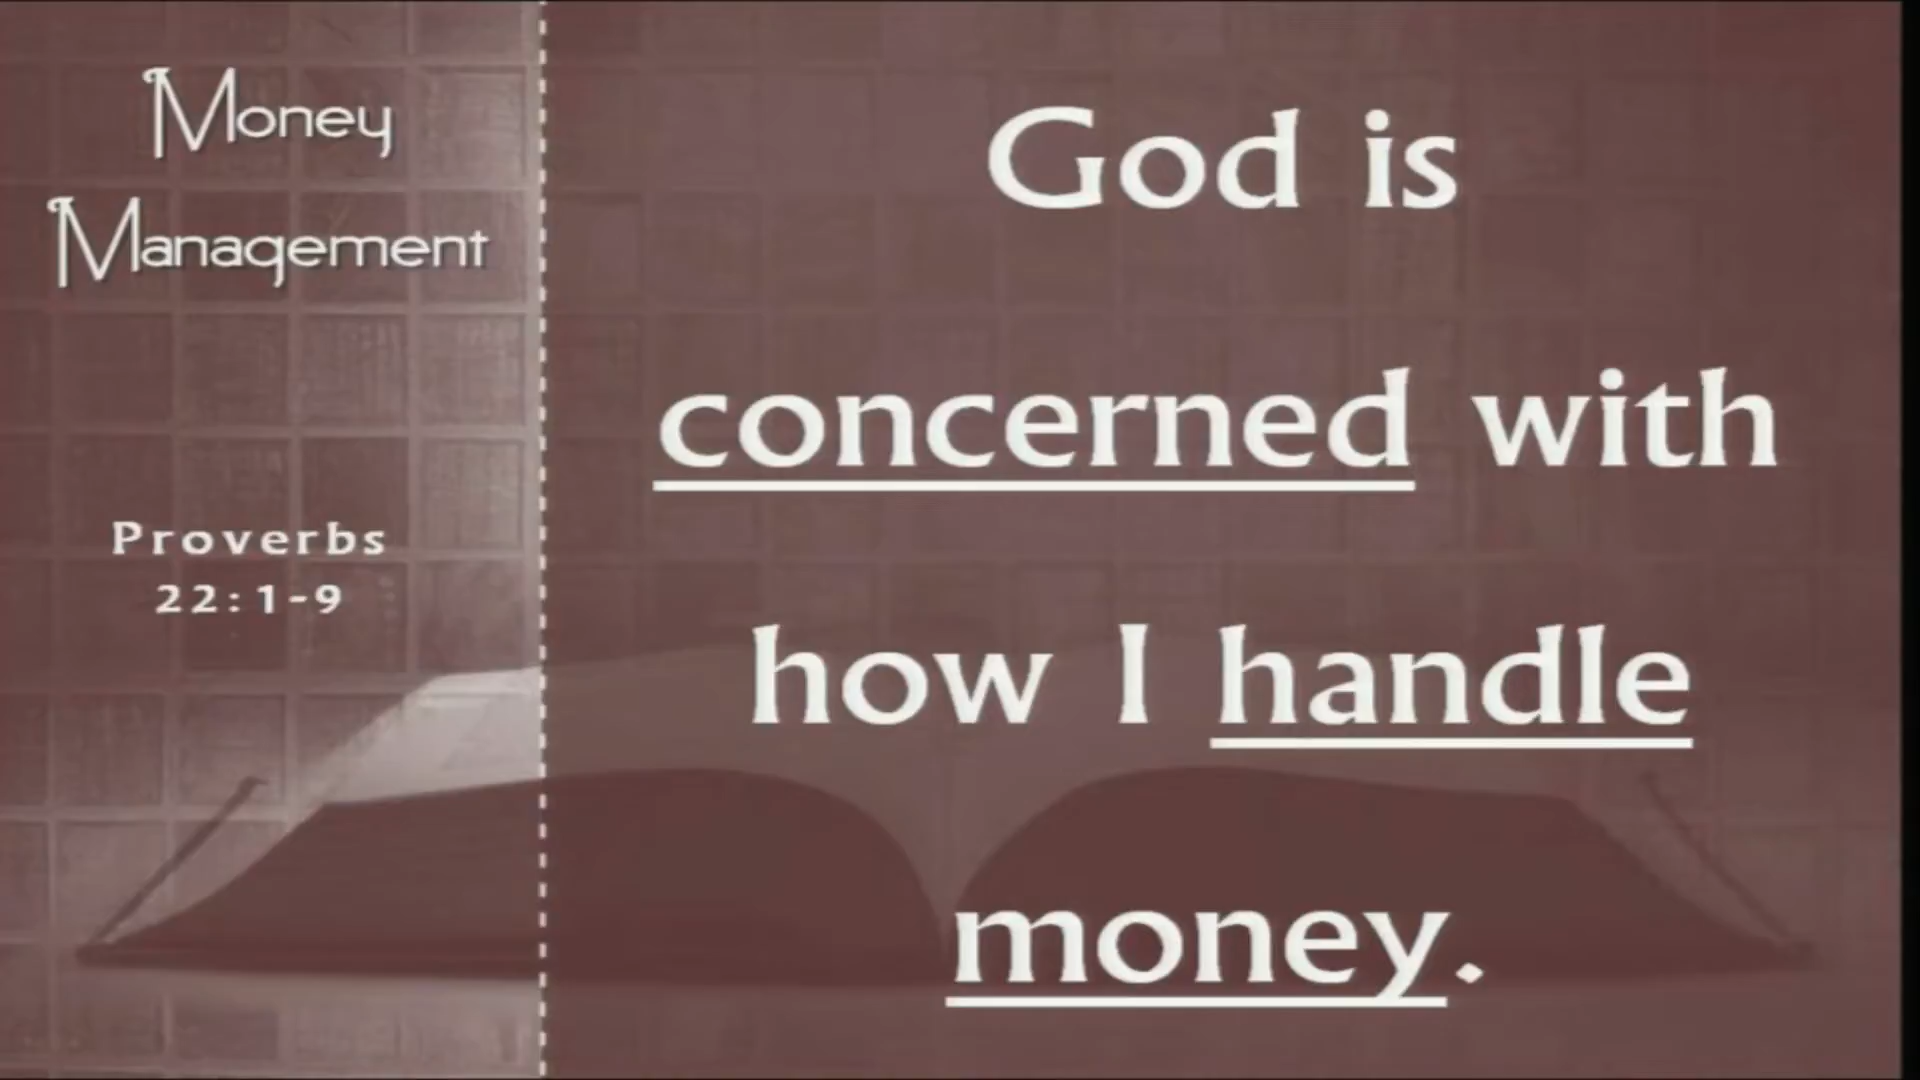 Money
Management
Proverbs
22:1-9
God is
concerned with
how I handle
money.